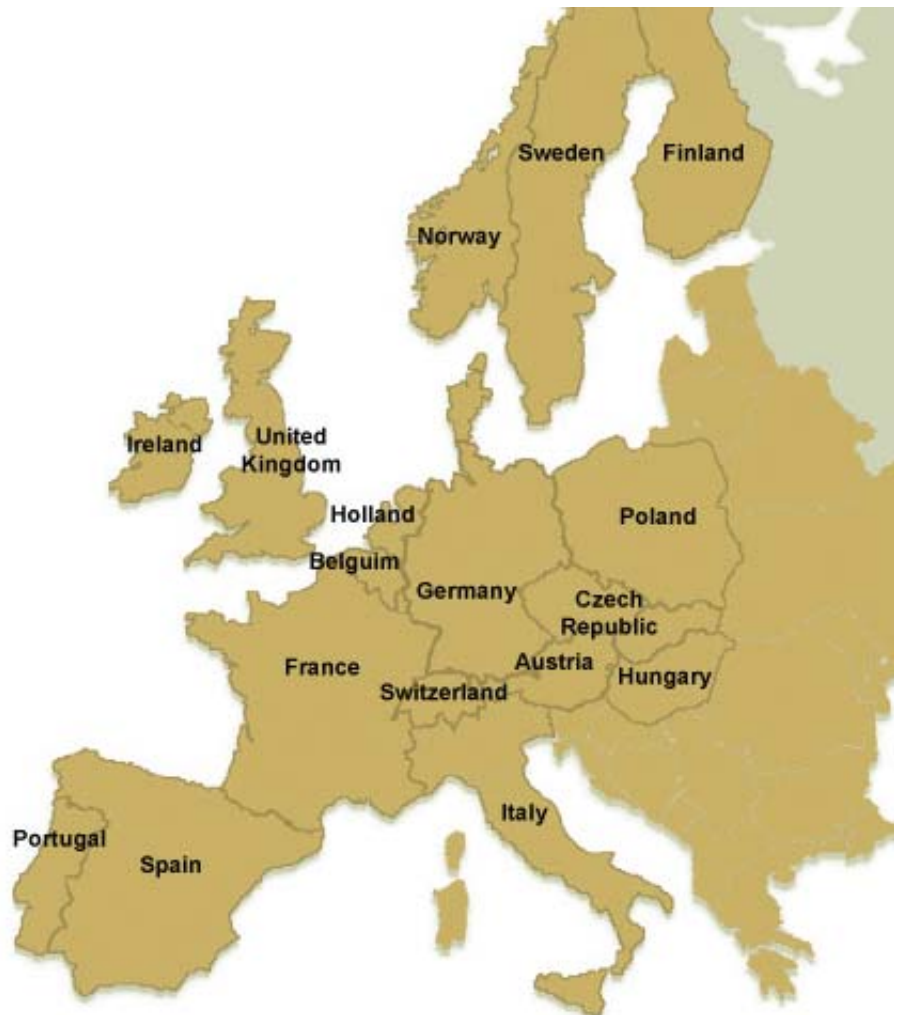 Sweden
Finland
Norway
Ireland
United
Kingdom
Holland
Poland
Belguim
Germany
Czech
Republic
Austria
France
Hungary
Switzerland
Italy
Portugal
Spain